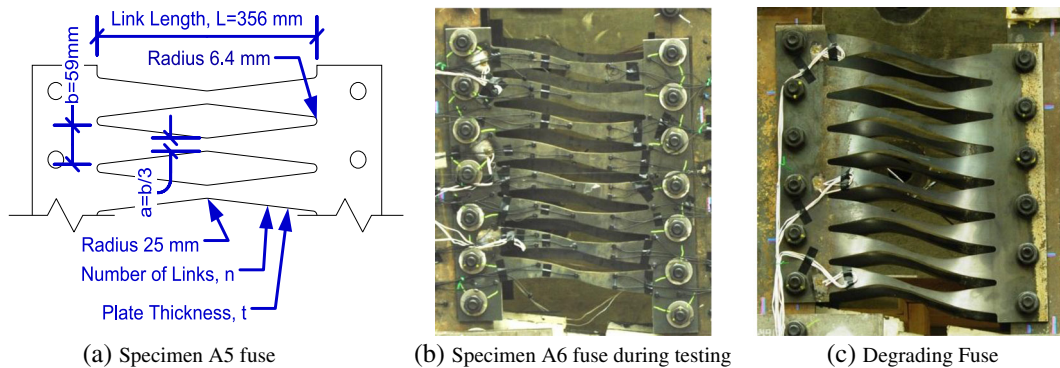 Link Length, L=356 mm
Radius 6.4 mm
b=59mm
a=b/3
Radius 25 mm
Number of Links, n
Plate Thickness, t
(a) Specimen A5 fuse
(b) Specimen A6 fuse during testing
(c) Degrading Fuse